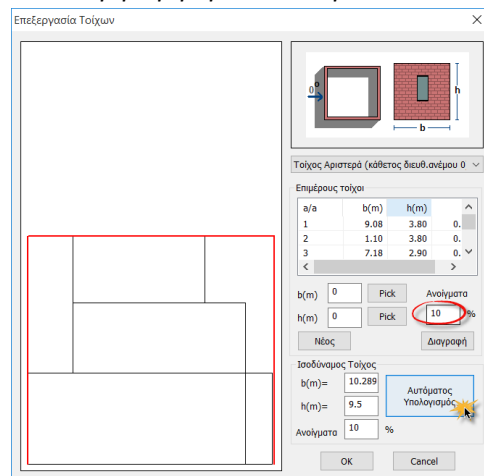 Επεξεργασία Τοίχων
0°
h
b
Τοίχος Αριστερά (κάθετος διευθ.ανέμου 0
Επιμέρους τοίχοι
a/a b(m) h(m)
1 9.08 3.80 0.
2 1.10 3.80 0.
3 7.18 2.90 0.
b(m) 0 Pick Ανοίγματα
h(m) 0 Pick 10 %
Νέος Διαγραφή
Ισοδύναμος Τοίχος
b(m)= 10.289 Αυτόματος
h(m)= 9.5 Υπολογισμός
Ανοίγματα 10 %
OK Cancel